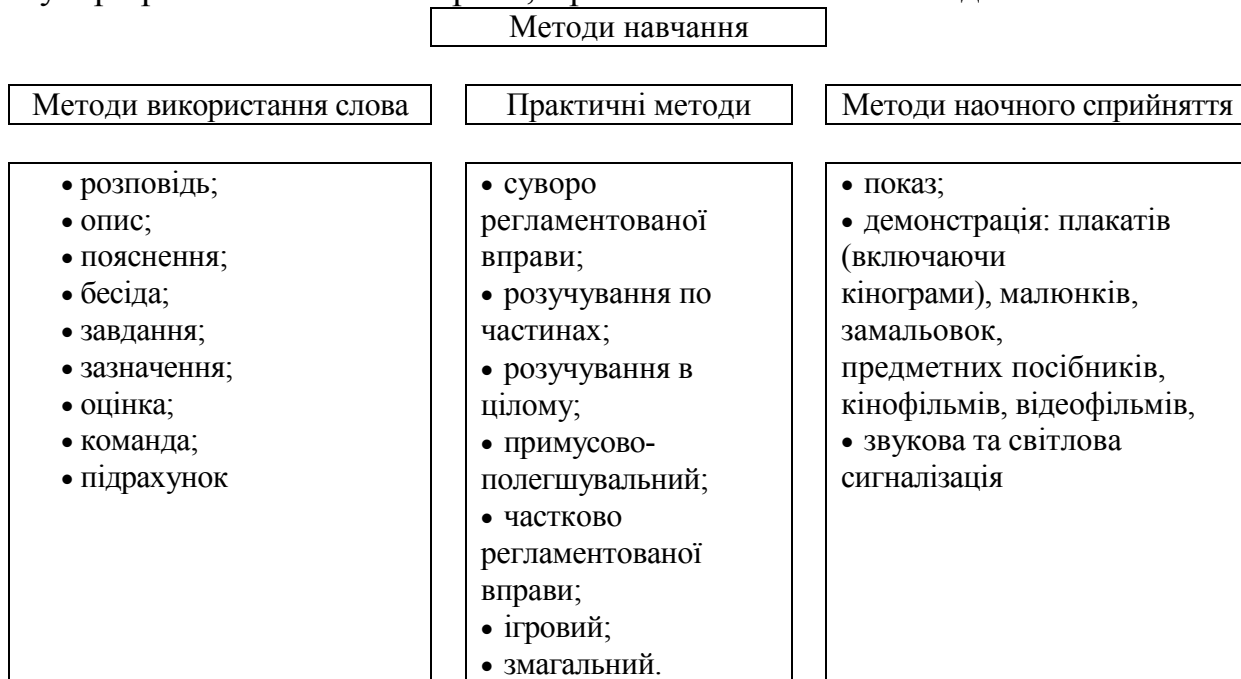 Методи навчання
Методи використання слова
Практичні методи
Методи наочного сприйняття
• розповідь;
• опис;
• пояснення;
• бесіда;
• завдання;
• зазначення;
• оцінка;
• команда;
• підрахунок
• суворо
регламентованої
вправи;
• розучування по
частинах;
• розучування в
цілому;
• примусово-
полегшувальний;
• частково
регламентованої
вправи;
• ігровий;
• змагальний.
• показ;
• демонстрація: плакатів
(включаючи
кінограми), малюнків,
замальовок,
предметних посібників,
кінофільмів, відеофільмів,
• звукова та світлова
сигналізація